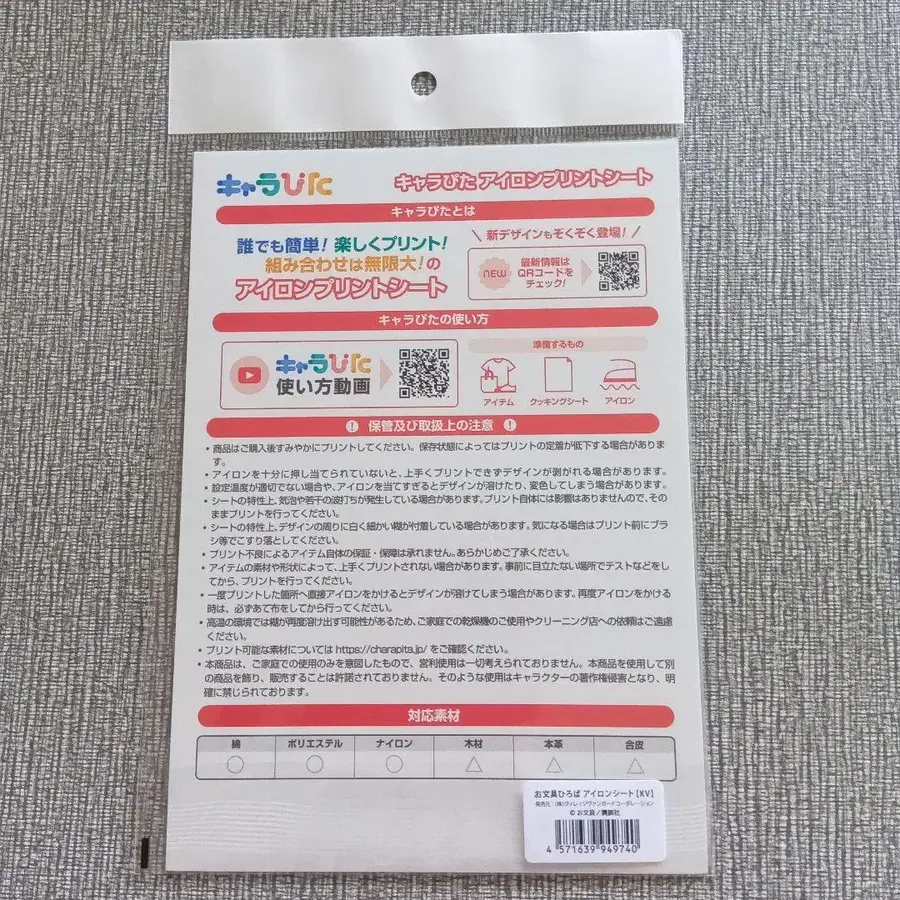 キャラぴた
キャラぴた アイロンプリントシート
キャラぴたとは
誰でも簡単！楽しくプリント！
組み合わせは無限大！の
アイロンプリントシート
新デザインもぞくぞく登場！
NEW
最新情報は
QRコードを
チェック！
キャラぴたの使い方
キャラぴた
使い方動画
準備するもの
アイテム
クッキングシート
アイロン
保管及び取扱上の注意
・商品はご購入後すみやかにプリントしてください。保存状態によってはプリントの定着が低下する場合がありま
す。
・アイロンを十分に押し当てられていないと、上手くプリントできずデザインが剥がれる場合があります。
・設定温度が適切でない場合や、アイロンを当てすぎるとデザインが溶けたり、変色してしまう場合があります。
・シートの特性上、気泡や若干の波打ちが発生している場合があります。プリント自体には影響はありませんので、その
ままプリントを行ってください。
・シートの特性上、デザインの周りに白く細かい糊が付着している場合があります。気になる場合はプリント前にブラ
シ等でこすり落としてください。
・プリント不良によるアイテム自体の保証・保障は承れません。あらかじめご了承ください。
・アイテムの素材や形状によって、上手くプリントされない場合があります。事前に目立たない場所でテストなどをし
てから、プリントを行ってください。
・一度プリントした箇所へ直接アイロンをかけるとデザインが溶けてしまう場合があります。再度アイロンをかける
時は、必ずあて布をしてから行ってください。
・高温の環境では糊が再度溶け出す可能性があるため、ご家庭での乾燥機のご使用やクリーニング店への依頼はご遠慮
ください。
・プリント可能な素材については https://charapita.jp/ をご確認ください。
・本商品は、ご家庭での使用のみを意図したもので、営利使用は一切考えられておりません。本商品を使用して別
の商品を飾り、販売することは許諾されておりません。そのような使用はキャラクターの著作権侵害となり、明
確に禁じられております。
対応素材
綿 ポリエステル ナイロン 木材 本革 合皮
○ ○ ○ △ △ △
お文具ひろば アイロンシート【KV】
発売元：(株)ヴィレッジヴァンガードコーポレーション
© お文具／講談社
4 571639 949740